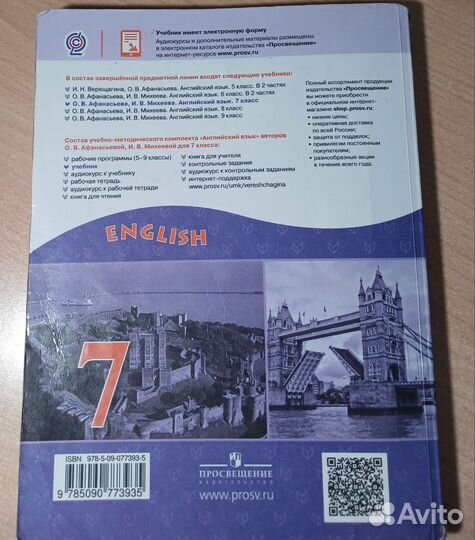 Учебник имеет электронную форму
Аудиокурсы и дополнительные материалы размещены
в электронном каталоге издательства «Просвещение»
на интернет-ресурсе www.prosv.ru
В состав завершённой предметной линии входят следующие учебники:
И. Н. Верещагина, О. В. Афанасьева. Английский язык. 5 класс. В 2 частях
О. В. Афанасьева, И. В. Михеева. Английский язык. 6 класс. В 2 частях
О. В. Афанасьева, И. В. Михеева. Английский язык. 7 класс
О. В. Афанасьева, И. В. Михеева. Английский язык. 8 класс
О. В. Афанасьева, И. В. Михеева. Английский язык. 9 класс
Состав учебно-методического комплекта «Английский язык» авторов
О. В. Афанасьевой, И. В. Михеевой для 7 класса:
рабочие программы (5–9 классы)
учебник
аудиокурс к учебнику
рабочая тетрадь
аудиокурс к рабочей тетради
книга для чтения
книга для учителя
контрольные задания
аудиокурс к контрольным заданиям
интернет-поддержка
www.prosv.ru/umk/vereshchagina
Полный ассортимент продукции
издательства «Просвещение»
вы можете приобрести
в официальном интернет-
магазине shop.prosv.ru:
• низкие цены;
• оперативная доставка
по всей России;
• защита от подделок;
• привилегии постоянным
покупателям;
• разнообразные акции
в течение всего года.
ENGLISH
7
ISBN 978-5-09-077393-5
9 785090 773935
ПРОСВЕЩЕНИЕ
ИЗДАТЕЛЬСТВО
www.prosv.ru
Avito